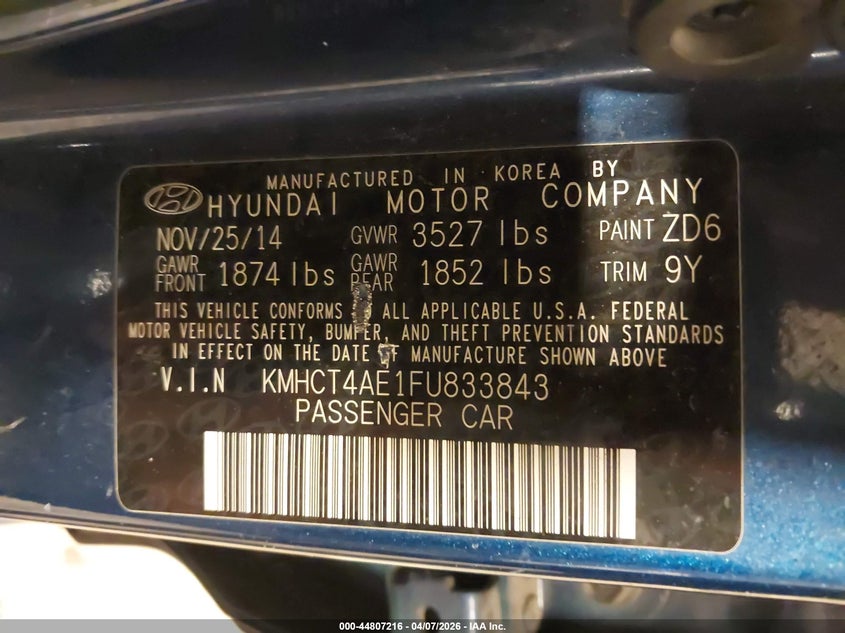 MANUFACTURED IN KOREA BY
HYUNDAI MOTOR COMPANY
NOV/25/14 GVWR 3527 lbs PAINT ZD6
GAWR FRONT 1874 lbs GAWR REAR 1852 lbs TRIM 9Y
THIS VEHICLE CONFORMS ALL APPLICABLE U.S.A. FEDERAL
MOTOR VEHICLE SAFETY, BUMPER, AND THEFT PREVENTION STANDARDS
IN EFFECT ON THE DATE OF MANUFACTURE SHOWN ABOVE
V.I.N KMHCT4AE1FU833843
PASSENGER CAR
000-44807216 - 04/07/2026 - IAA Inc.